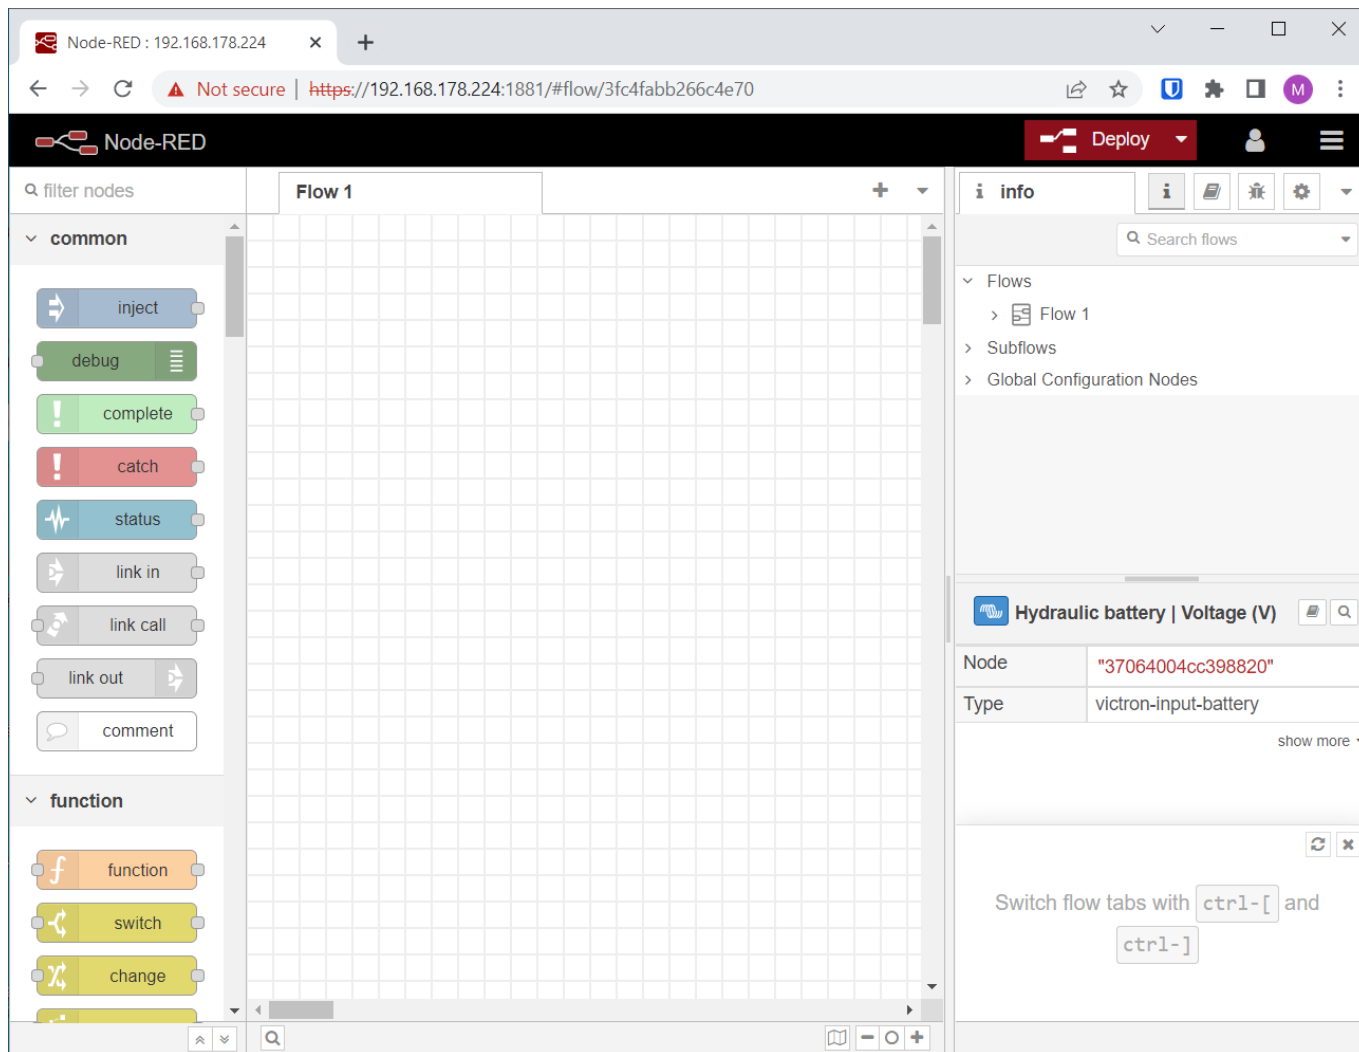 Node-RED : 192.168.178.224
Not secure | https://192.168.178.224:1881/#flow/3fc4fabb266c4e70
M
Node-RED
Deploy
filter nodes
Flow 1
info
common
Search flows
inject
debug
complete
catch
status
link in
link call
link out
comment
function
function
switch
change
Flows
Flow 1
Subflows
Global Configuration Nodes
Hydraulic battery | Voltage (V)
Node "37064004cc398820"
Type victron-input-battery
show more
Switch flow tabs with ctrl-[ and
ctrl-]